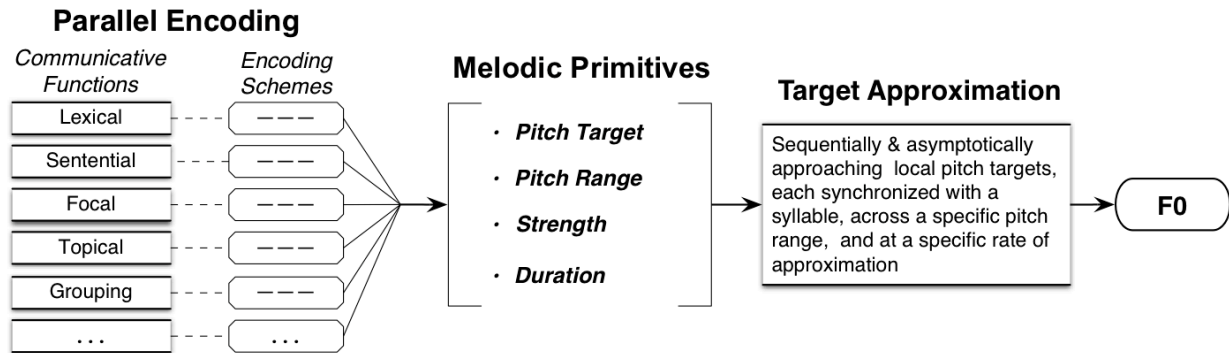 Parallel Encoding
Communicative
Functions
Encoding
Schemes
Lexical
– – –
Sentential
– – –
Focal
– – –
Topical
– – –
Grouping
– – –
...
...
Melodic Primitives
· Pitch Target
· Pitch Range
· Strength
· Duration
Target Approximation
Sequentially & asymptotically
approaching local pitch targets,
each synchronized with a
syllable, across a specific pitch
range, and at a specific rate of
approximation
F0